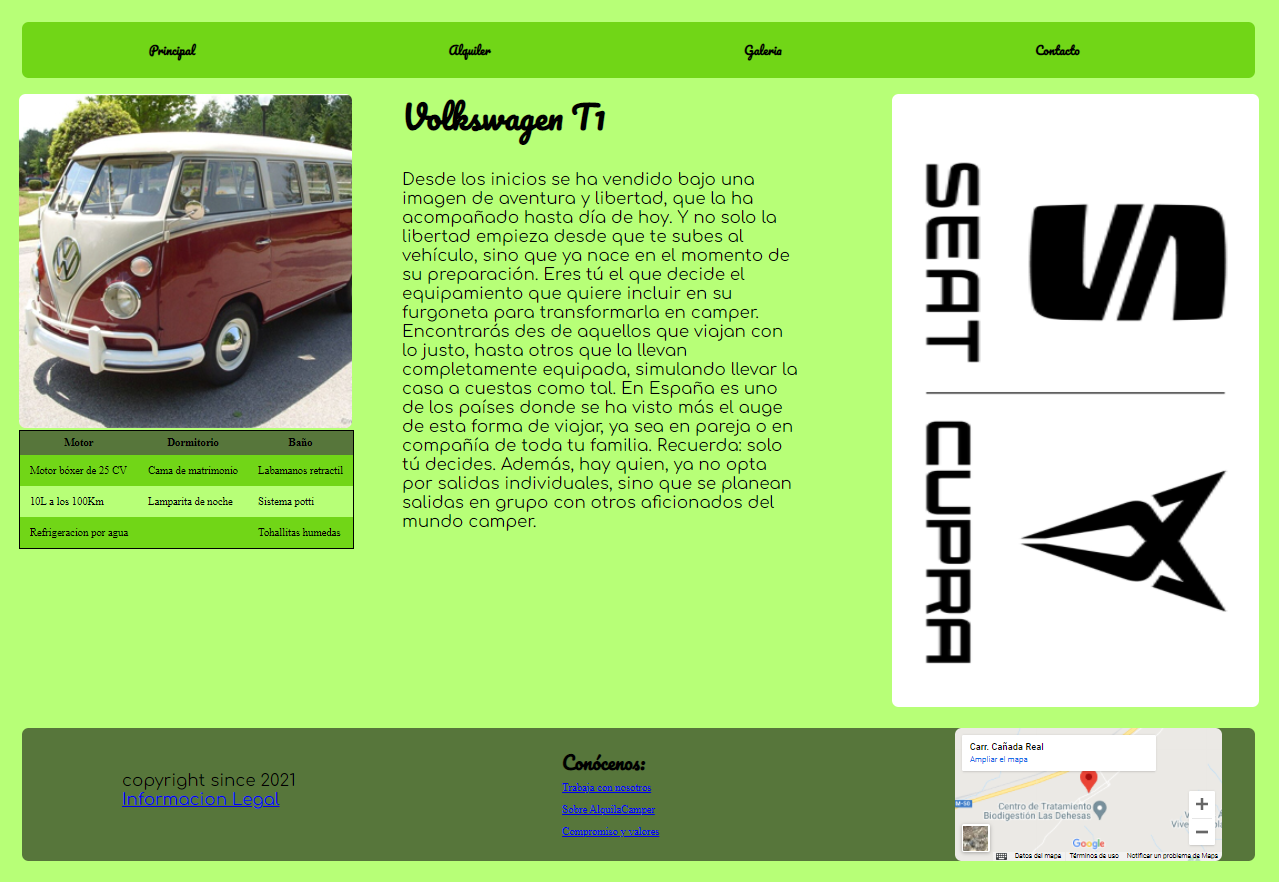 Principal Alquiler Galeria Contacto
Volkswagen T1
Desde los inicios se ha vendido bajo una
imagen de aventura y libertad, que la ha
acompañado hasta día de hoy. Y no solo la
libertad empieza desde que te subes al
vehículo, sino que ya nace en el momento de
su preparación. Eres tú el que decide el
equipamiento que quiere incluir en su
furgoneta para transformarla en camper.
Encontrarás des de aquellos que viajan con
lo justo, hasta otros que la llevan
completamente equipada, simulando llevar la
casa a cuestas como tal. En España es uno
de los países donde se ha visto más el auge
de esta forma de viajar, ya sea en pareja o en
compañía de toda tu familia. Recuerda: solo
tú decides. Además, hay quien, ya no opta
por salidas individuales, sino que se planean
salidas en grupo con otros aficionados del
mundo camper.
Motor Dormitorio Baño
Motor bóxer de 25 CV Cama de matrimonio Labamanos retractil
10L a los 100Km Lamparita de noche Sistema potti
Refrigeracion por agua Tohallitas humedas
SEAT
CUPRA
copyright since 2021
Informacion Legal
Conócenos:
Trabaja con nosotros
Sobre AlquilaCamper
Compromiso y valores
Carr. Cañada Real
Ampliar el mapa
M-50
Centro de Tratamiento
Biodigestión Las Dehesas
Google
Datos del mapa Términos de uso Notificar un problema de Maps